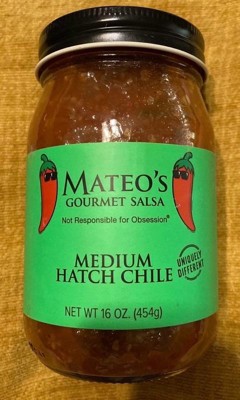 MATEO'S
GOURMET SALSA
Not Responsible for Obsession®
MEDIUM
HATCH CHILE
UNIQUELY
DIFFERENT
NET WT 16 OZ. (454g)